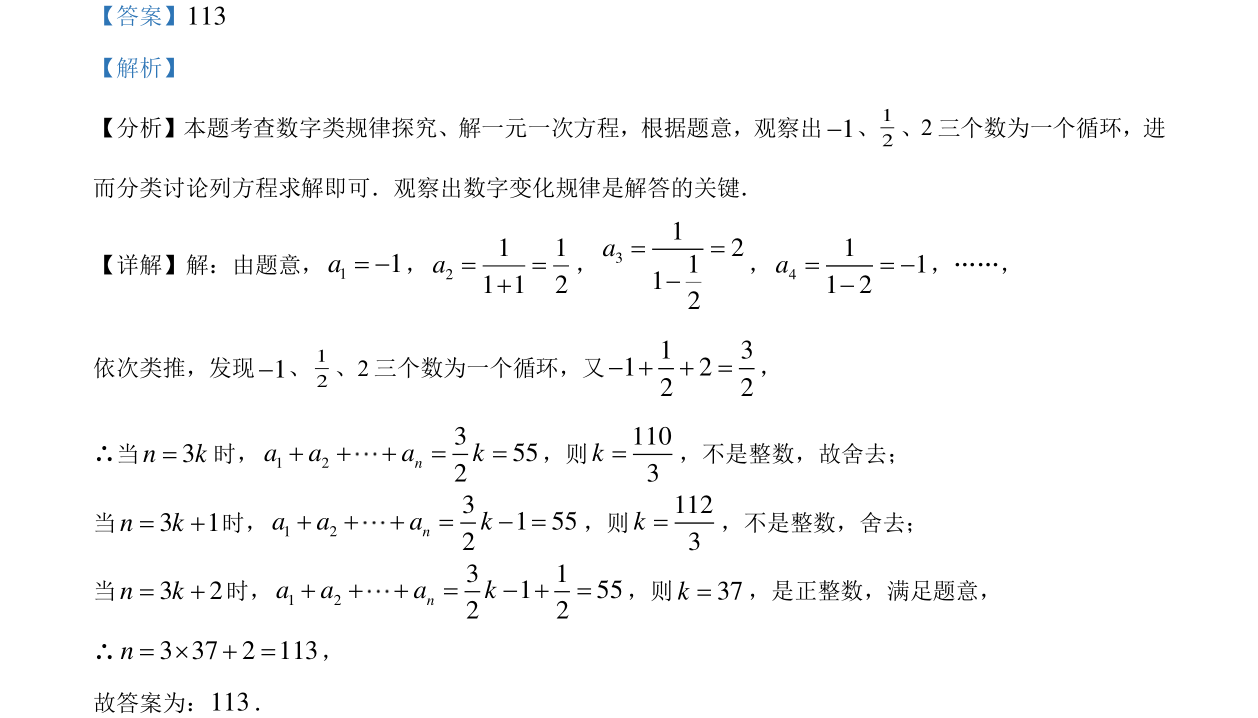 【答案】113
【解析】
【分析】本题考查数字类规律探究、解一元一次方程，根据题意，观察出 −1、1/2、2 三个数为一个循环，进
而分类讨论列方程求解即可．观察出数字变化规律是解答的关键．
【详解】解：由题意，a₁ = −1，a₂ = 1/(1+1) = 1/2，a₃ = 1/(1−1/2) = 2，a₄ = 1/(1−2) = −1，……，
依次类推，发现 −1、1/2、2 三个数为一个循环，又 −1+1/2+2=3/2，
∴当 n = 3k 时，a₁ + a₂ +⋯+ aₙ = 3/2 k = 55，则 k = 110/3，不是整数，故舍去；
当 n = 3k +1 时，a₁ + a₂ +⋯+ aₙ = 3/2 k −1 = 55，则 k = 112/3，不是整数，舍去；
当 n = 3k + 2 时，a₁ + a₂ +⋯+ aₙ = 3/2 k −1+1/2 = 55，则 k = 37，是正整数，满足题意，
∴ n = 3×37 + 2 =113，
故答案为：113．